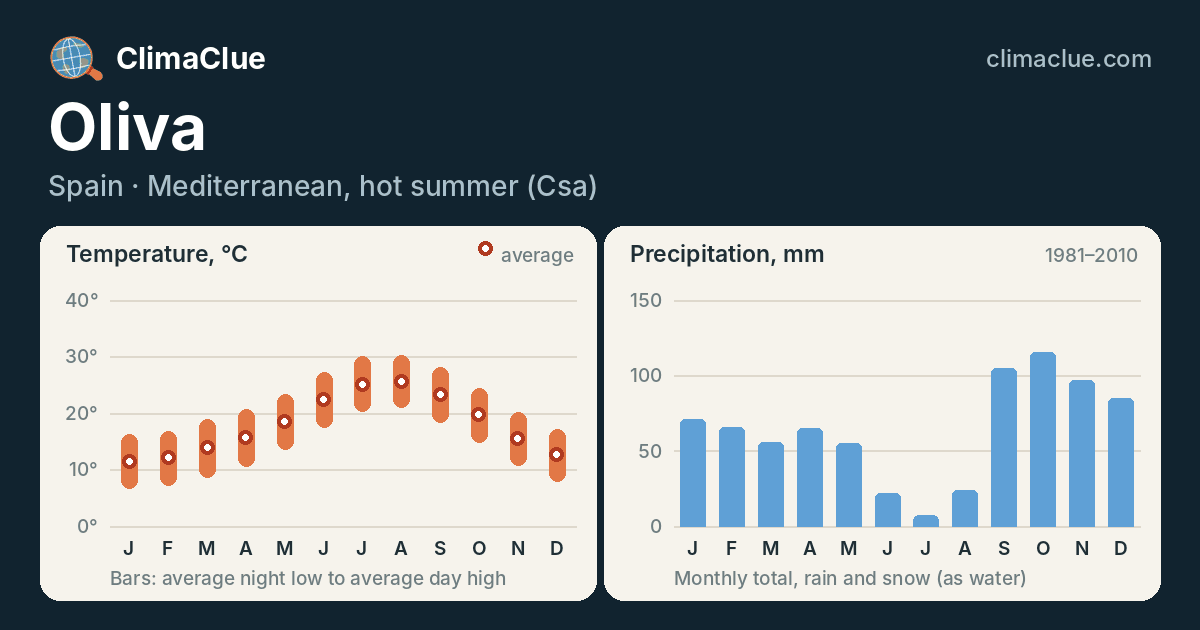 ClimaClue
climaclue.com
Oliva
Spain · Mediterranean, hot summer (Csa)
Temperature, °C
average
40°
30°
20°
10°
0°
J F M A M J J A S O N D
Bars: average night low to average day high
Precipitation, mm
1981–2010
150
100
50
0
J F M A M J J A S O N D
Monthly total, rain and snow (as water)